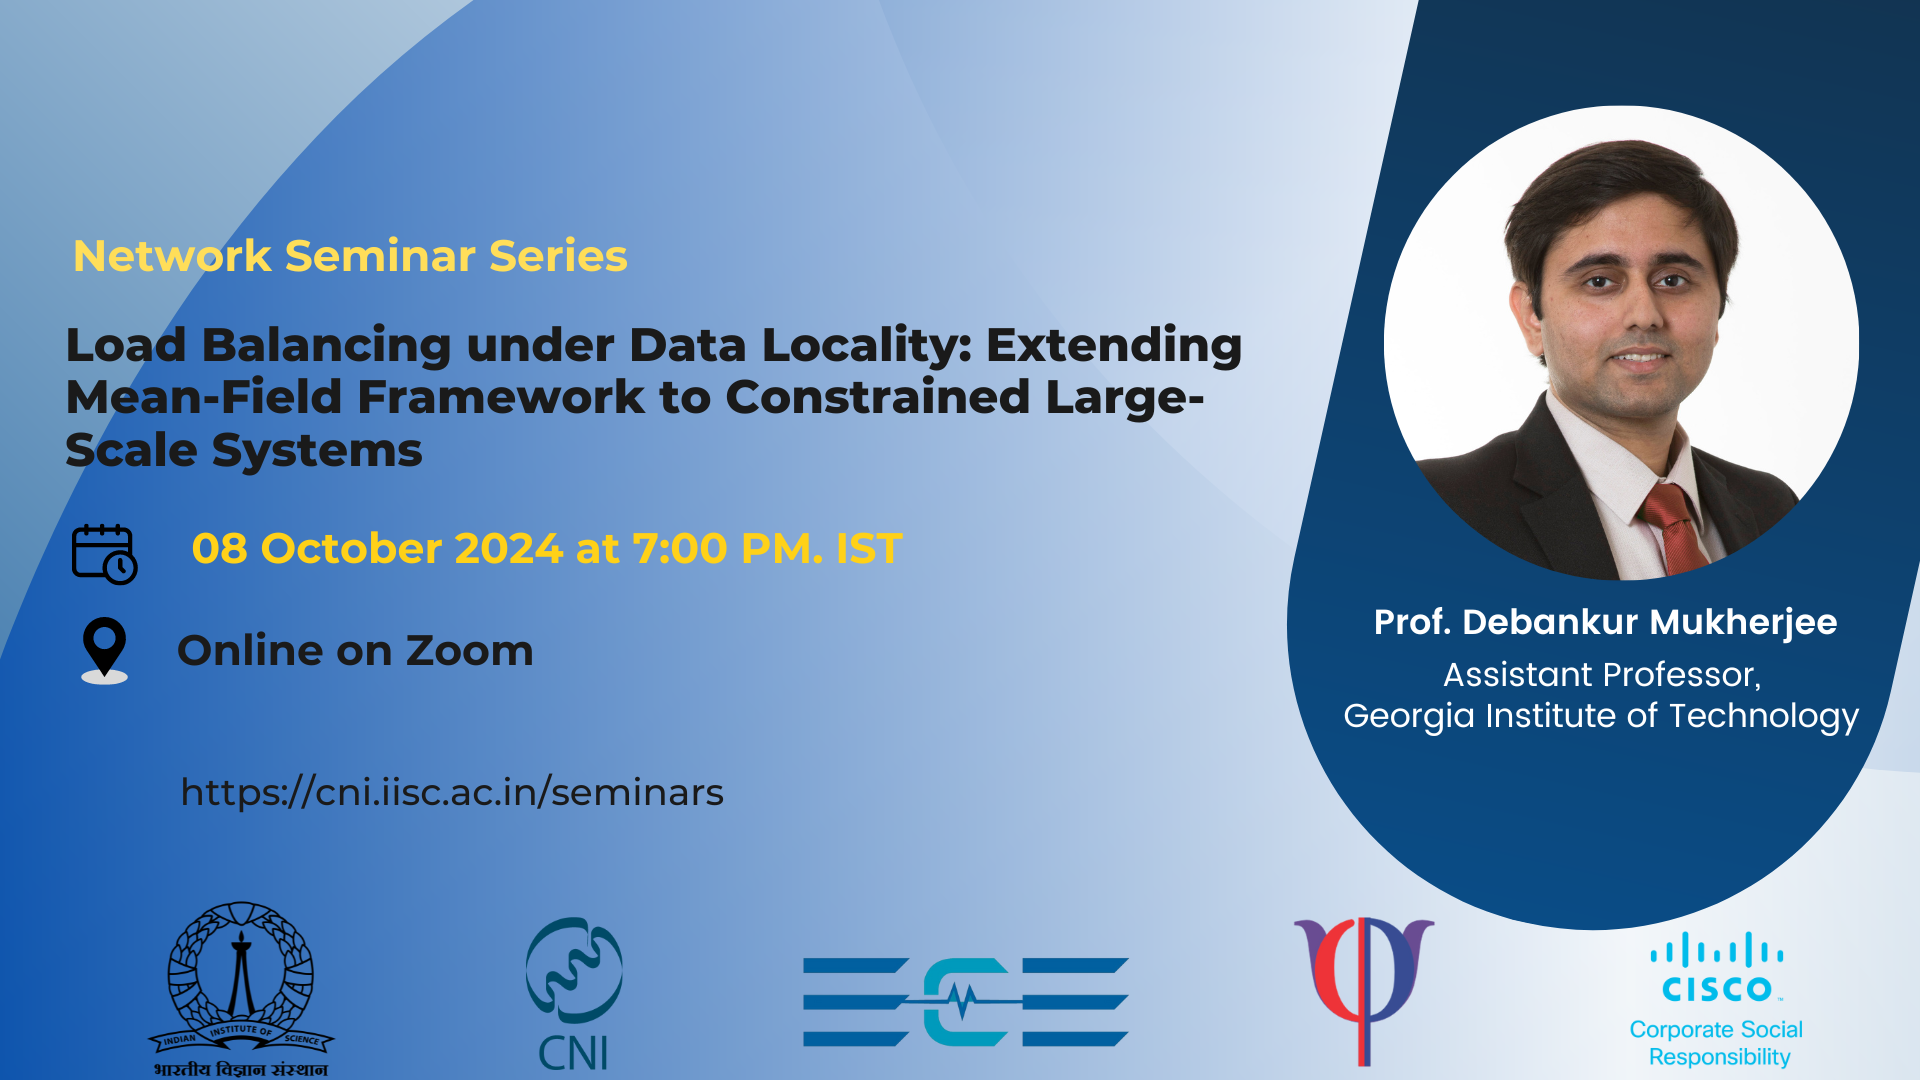 Network Seminar Series
Load Balancing under Data Locality: Extending
Mean-Field Framework to Constrained Large-
Scale Systems
08 October 2024 at 7:00 PM. IST
Online on Zoom
https://cni.iisc.ac.in/seminars
Prof. Debankur Mukherjee
Assistant Professor,
Georgia Institute of Technology
INDIAN INSTITUTE OF SCIENCE
भारतीय विज्ञान संस्थान
CNI
ECE
CISCO
Corporate Social
Responsibility